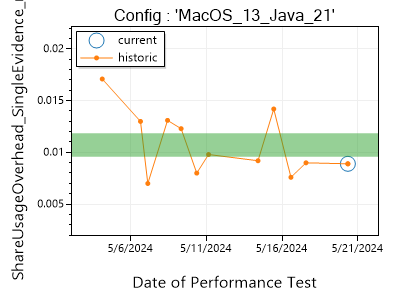 Config : 'MacOS_13_Java_21'
ShareUsageOverhead_SingleEvidence_
current
historic
0.02
0.015
0.01
0.005
5/6/2024
5/11/2024
5/16/2024
5/21/2024
Date of Performance Test